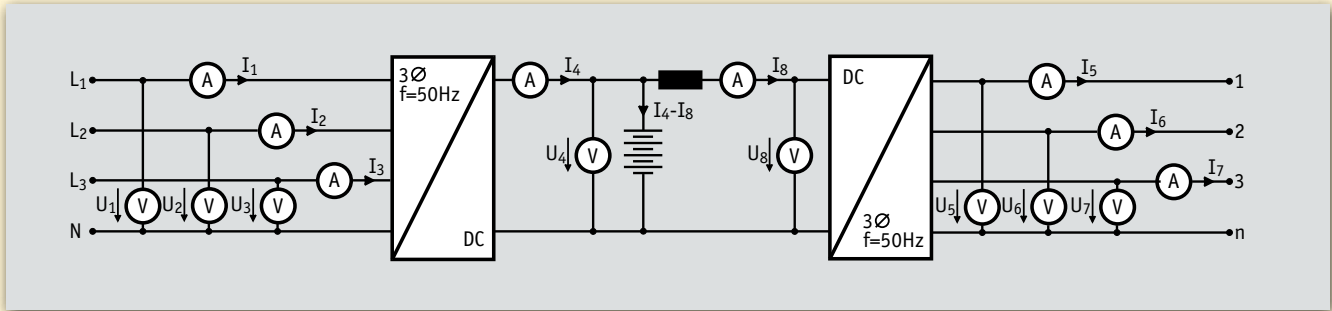 L1 A I1 3Ø f=50Hz A I4 A I8 DC A I5 1
L2 A I2 I4-I8 A I6 2
L3 A I3 U4 V U8 V A I7 3
U1 V U2 V U3 V U5 V U6 V U7 V
N DC 3Ø f=50Hz n